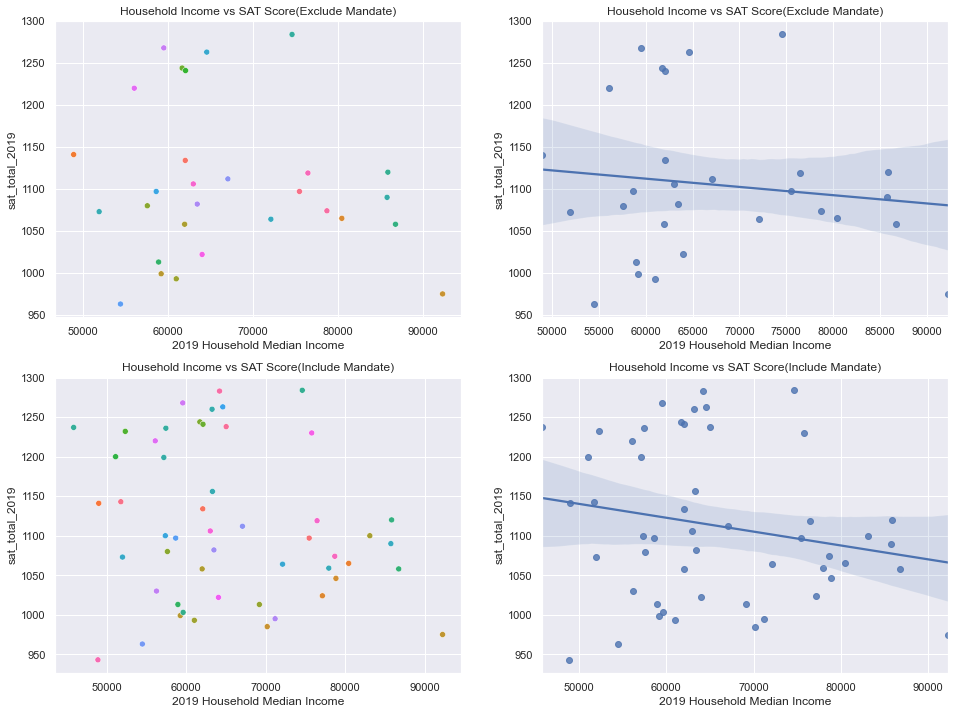 Household Income vs SAT Score(Exclude Mandate)
1300
1250
1200
1150
1100
1050
1000
950
sat_total_2019
50000 60000 70000 80000 90000
2019 Household Median Income
Household Income vs SAT Score(Exclude Mandate)
1300
1250
1200
1150
1100
1050
1000
950
sat_total_2019
50000 55000 60000 65000 70000 75000 80000 85000 90000
2019 Household Median Income
Household Income vs SAT Score(Include Mandate)
1300
1250
1200
1150
1100
1050
1000
950
sat_total_2019
50000 60000 70000 80000 90000
2019 Household Median Income
Household Income vs SAT Score(Include Mandate)
1300
1250
1200
1150
1100
1050
1000
950
sat_total_2019
50000 60000 70000 80000 90000
2019 Household Median Income